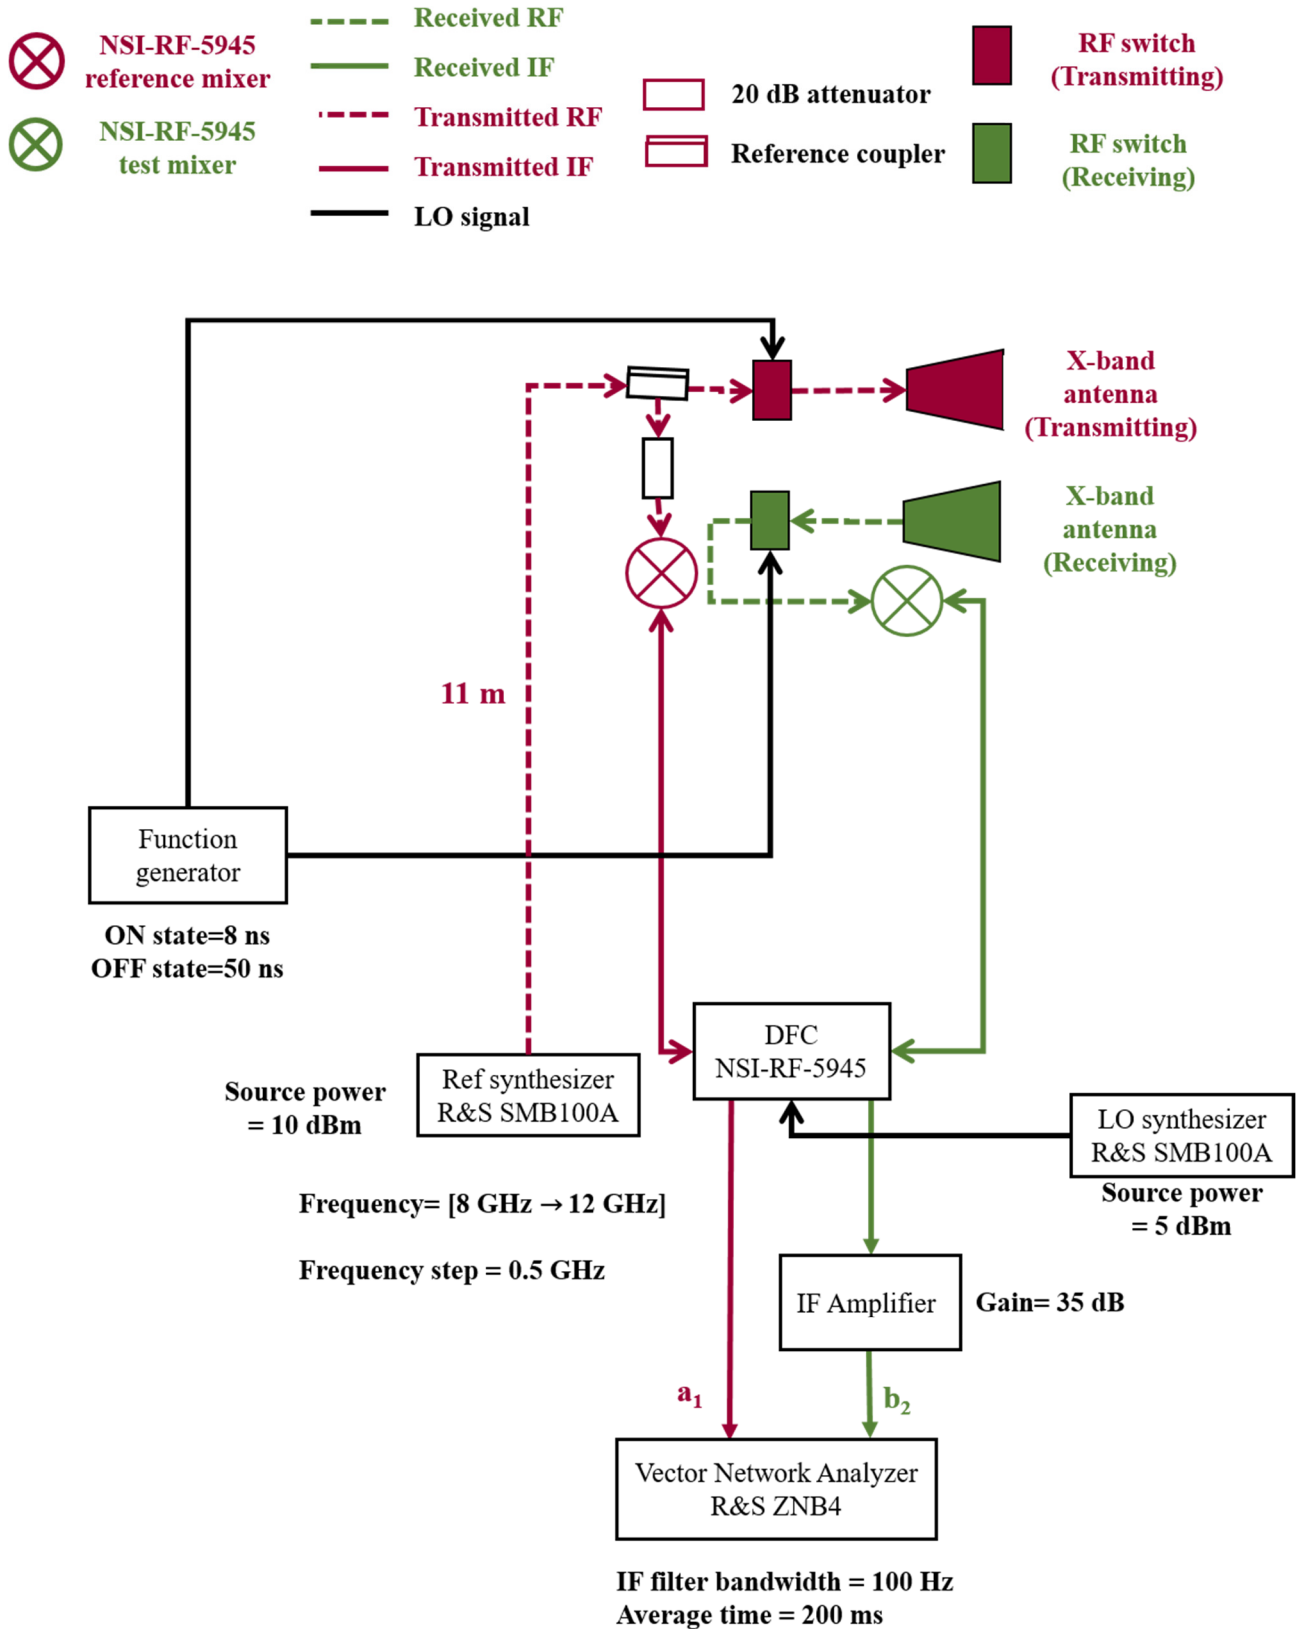 NSI-RF-5945
reference mixer
NSI-RF-5945
test mixer
Received RF
Received IF
Transmitted RF
Transmitted IF
LO signal
20 dB attenuator
Reference coupler
RF switch
(Transmitting)
RF switch
(Receiving)
X-band
antenna
(Transmitting)
X-band
antenna
(Receiving)
11 m
Function
generator
ON state=8 ns
OFF state=50 ns
DFC
NSI-RF-5945
Ref synthesizer
R&S SMB100A
Source power
= 10 dBm
LO synthesizer
R&S SMB100A
Source power
= 5 dBm
Frequency= [8 GHz → 12 GHz]
Frequency step = 0.5 GHz
IF Amplifier
Gain= 35 dB
a₁
b₂
Vector Network Analyzer
R&S ZNB4
IF filter bandwidth = 100 Hz
Average time = 200 ms